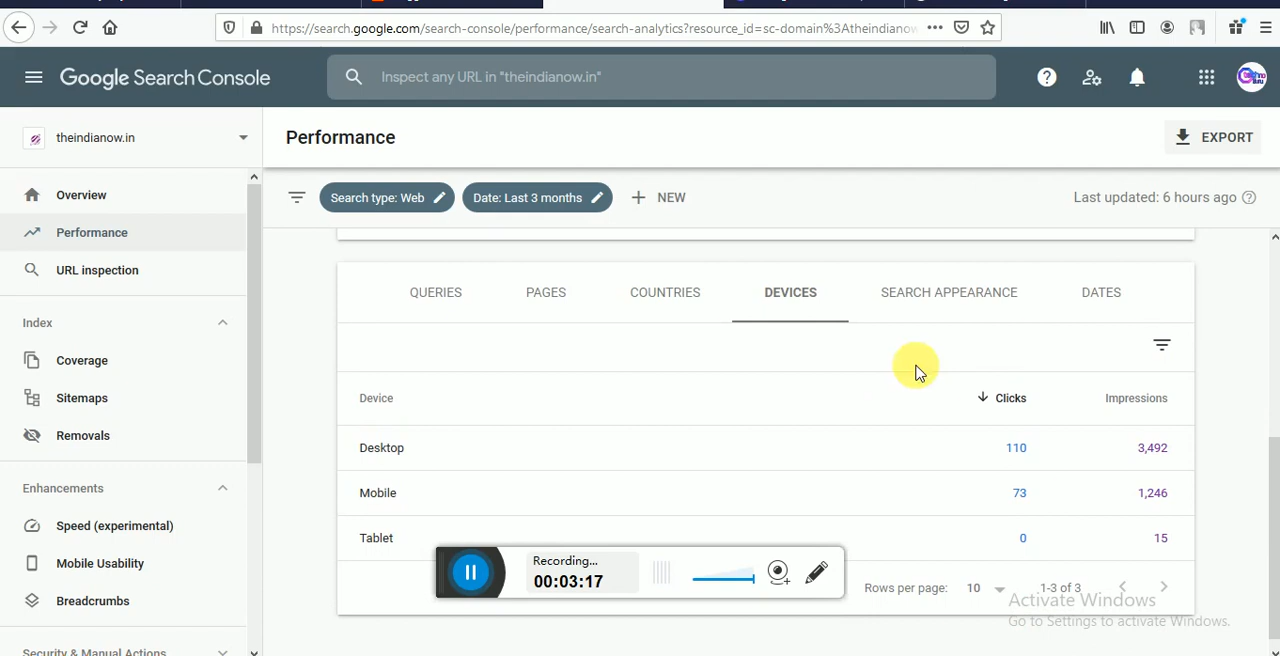 https://search.google.com/search-console/performance/search-analytics?resource_id=sc-domain%3Atheindianow
Google Search Console
Inspect any URL in "theindianow.in"
theindianow.in
Performance
EXPORT
Search type: Web
Date: Last 3 months
NEW
Last updated: 6 hours ago
Overview
Performance
URL inspection
Index
Coverage
Sitemaps
Removals
Enhancements
Speed (experimental)
Mobile Usability
Breadcrumbs
Security & Manual Actions
QUERIES PAGES COUNTRIES DEVICES SEARCH APPEARANCE DATES
Device Clicks Impressions
Desktop 110 3,492
Mobile 73 1,246
Tablet 0 15
Recording...
00:03:17
Rows per page: 10 1-3 of 3
Activate Windows
Go to Settings to activate Windows.